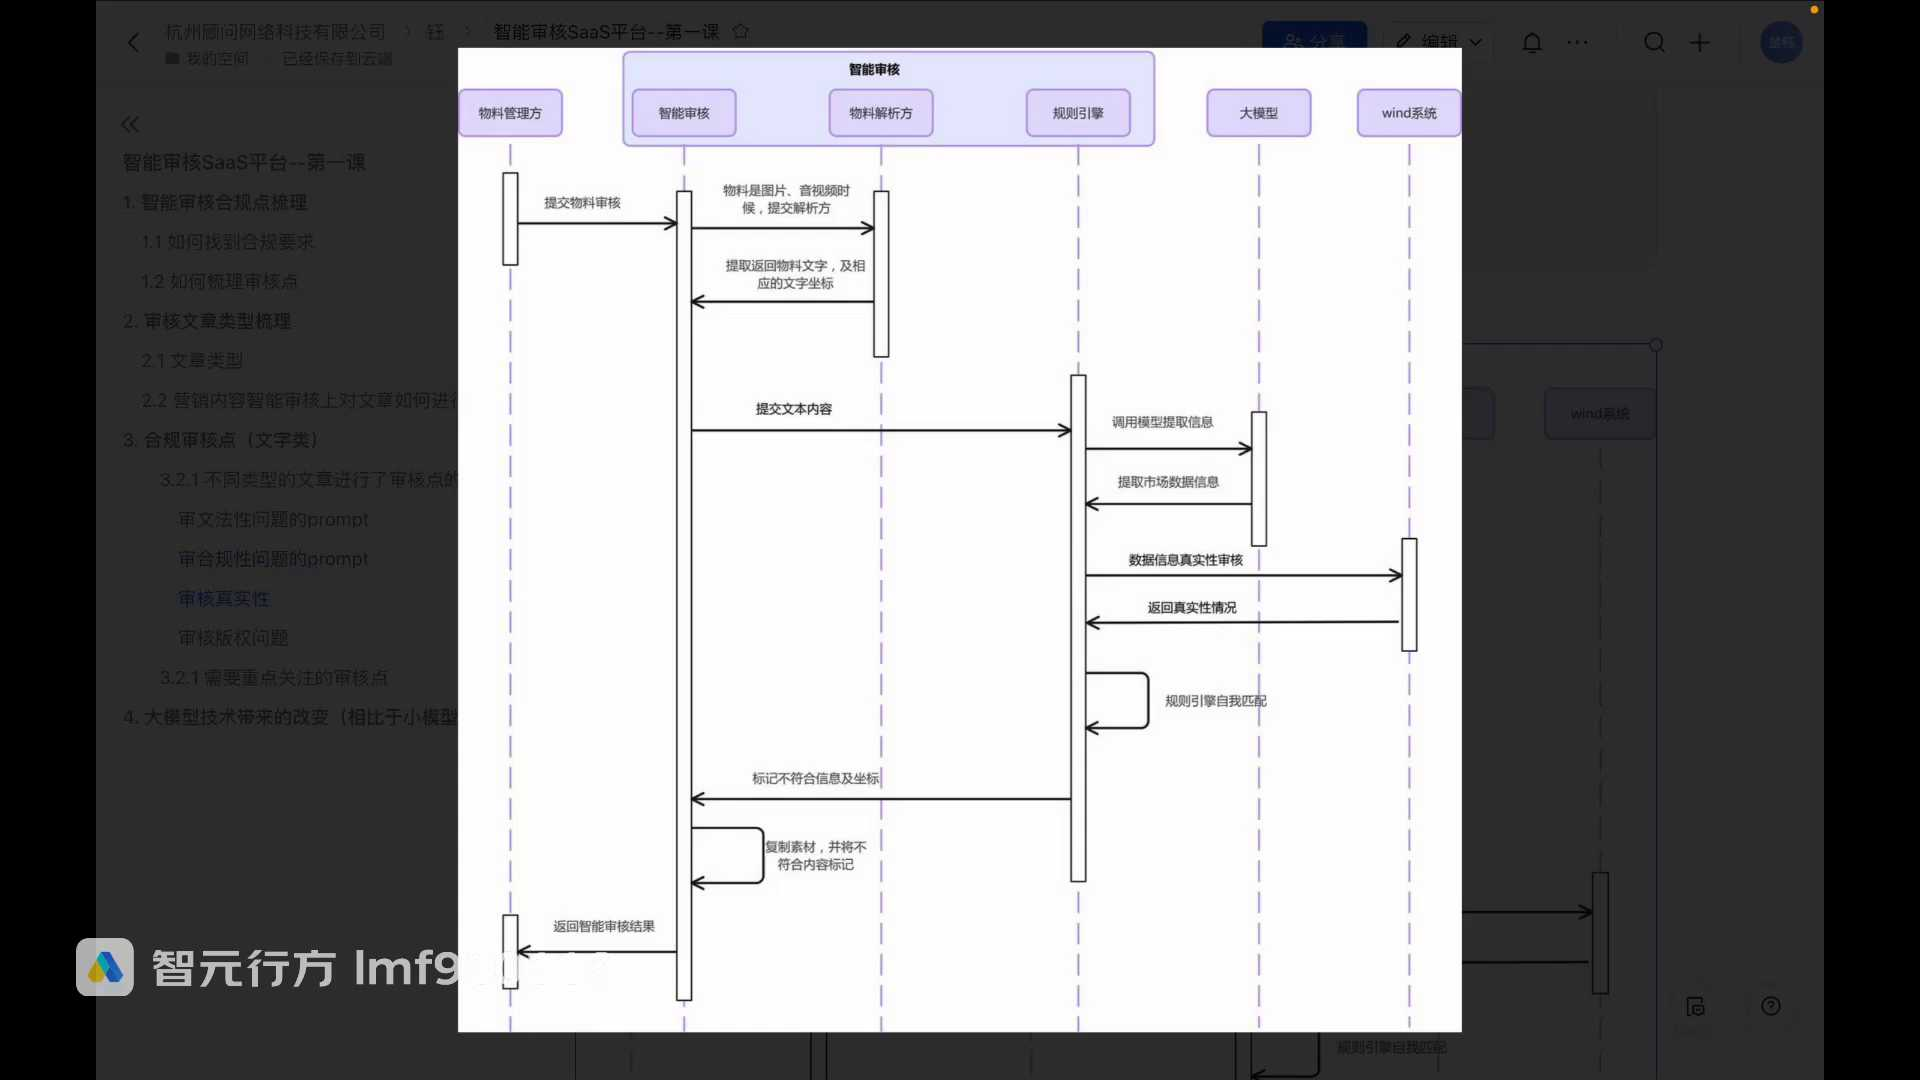 杭州顾问网络科技有限公司 > 钰 > 智能审核SaaS平台--第一课
我的空间 已经保存到云端
分享
编辑
智能审核SaaS平台--第一课
1. 智能审核合规点梳理
1.1 如何找到合规要求
1.2 如何梳理审核点
2. 审核文章类型梳理
2.1 文章类型
2.2 营销内容智能审核上对文章如何进行
3. 合规审核点（文字类）
3.2.1 不同类型的文章进行了审核点的
审文法性问题的prompt
审合规性问题的prompt
审核真实性
审核版权问题
3.2.1 需要重点关注的审核点
4. 大模型技术带来的改变（相比于小模型
智能审核
物料管理方
智能审核
物料解析方
规则引擎
大模型
wind系统
提交物料审核
物料是图片、音视频时
候，提交解析方
提取返回物料文字，及相
应的文字坐标
提交文本内容
调用模型提取信息
提取市场数据信息
数据信息真实性审核
返回真实性情况
规则引擎自我匹配
标记不符合信息及坐标
复制素材，并将不
符合内容标记
返回智能审核结果
wind系统
规则引擎自我匹配
智元行方